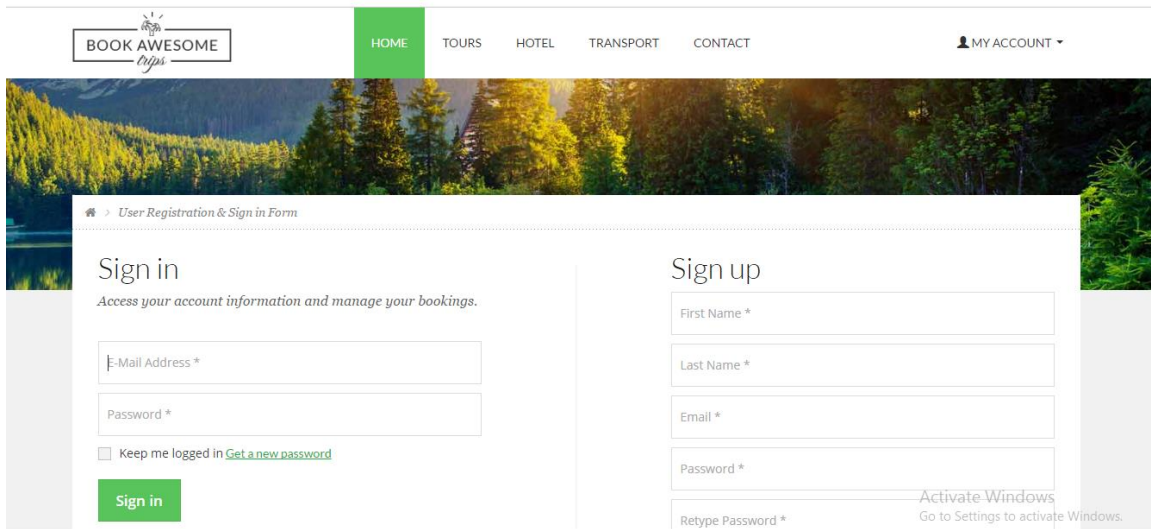 BOOK AWESOME
trips
HOME TOURS HOTEL TRANSPORT CONTACT MY ACCOUNT
> User Registration & Sign in Form
Sign in
Access your account information and manage your bookings.
E-Mail Address *
Password *
Keep me logged in Get a new password
Sign in
Sign up
First Name *
Last Name *
Email *
Password *
Retype Password *
Activate Windows
Go to Settings to activate Windows.